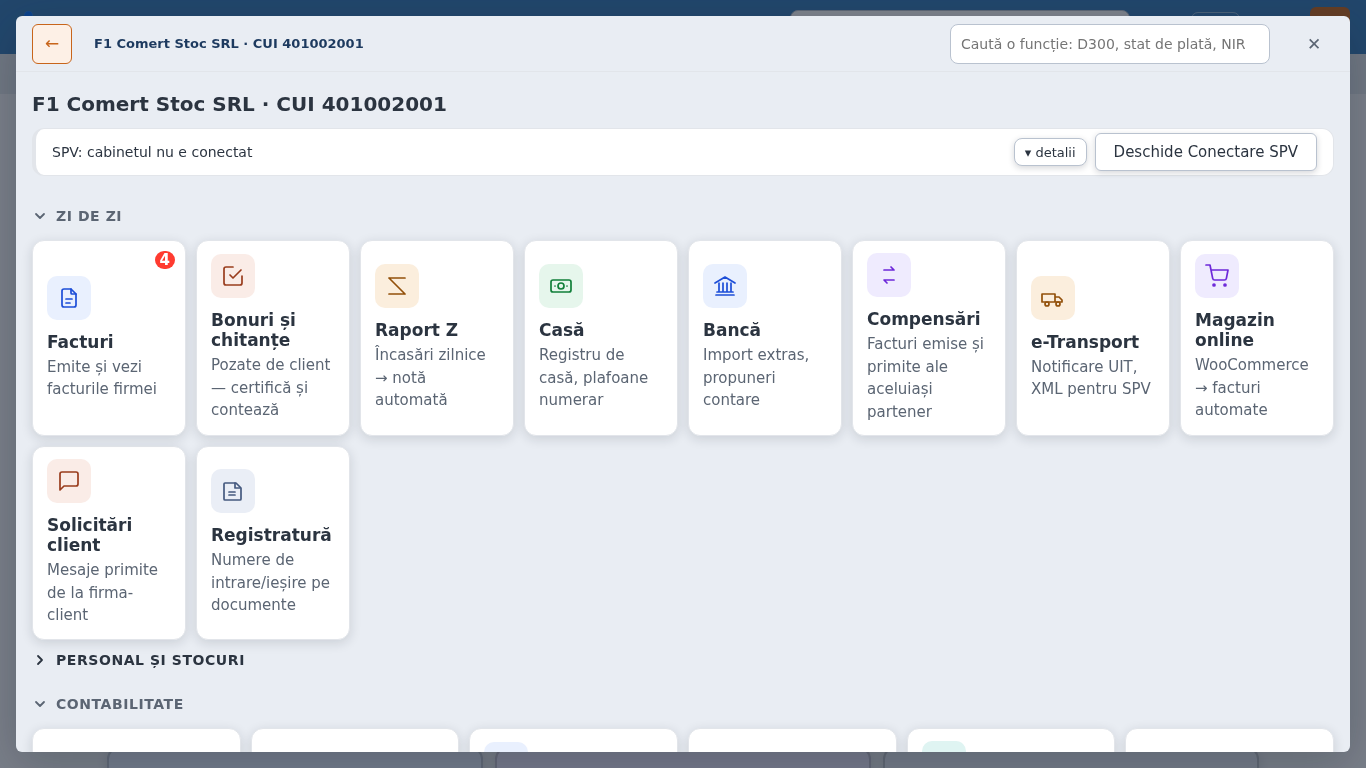 ←
F1 Comert Stoc SRL · CUI 401002001
Caută o funcție: D300, stat de plată, NIR
✕
F1 Comert Stoc SRL · CUI 401002001
SPV: cabinetul nu e conectat
▾ detalii
Deschide Conectare SPV
ZI DE ZI
4
Facturi
Emite și vezi
facturile firmei
Bonuri și
chitanțe
Pozate de client
— certifică și
contează
Raport Z
Încasări zilnice
→ notă
automată
Casă
Registru de
casă, plafoane
numerar
Bancă
Import extras,
propuneri
contare
Compensări
Facturi emise și
primite ale
aceluiași
partener
e-Transport
Notificare UIT,
XML pentru SPV
Magazin
online
WooCommerce
→ facturi
automate
Solicitări
client
Mesaje primite
de la firma-
client
Registratură
Numere de
intrare/ieșire pe
documente
PERSONAL ȘI STOCURI
CONTABILITATE